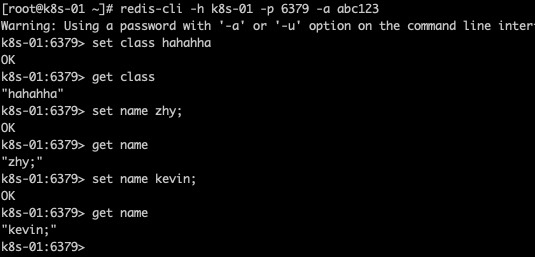 [root@k8s-01 ~]# redis-cli -h k8s-01 -p 6379 -a abc123
Warning: Using a password with '-a' or '-u' option on the command line inter
k8s-01:6379> set class hahahha
OK
k8s-01:6379> get class
"hahahha"
k8s-01:6379> set name zhy;
OK
k8s-01:6379> get name
"zhy;"
k8s-01:6379> set name kevin;
OK
k8s-01:6379> get name
"kevin;"
k8s-01:6379>